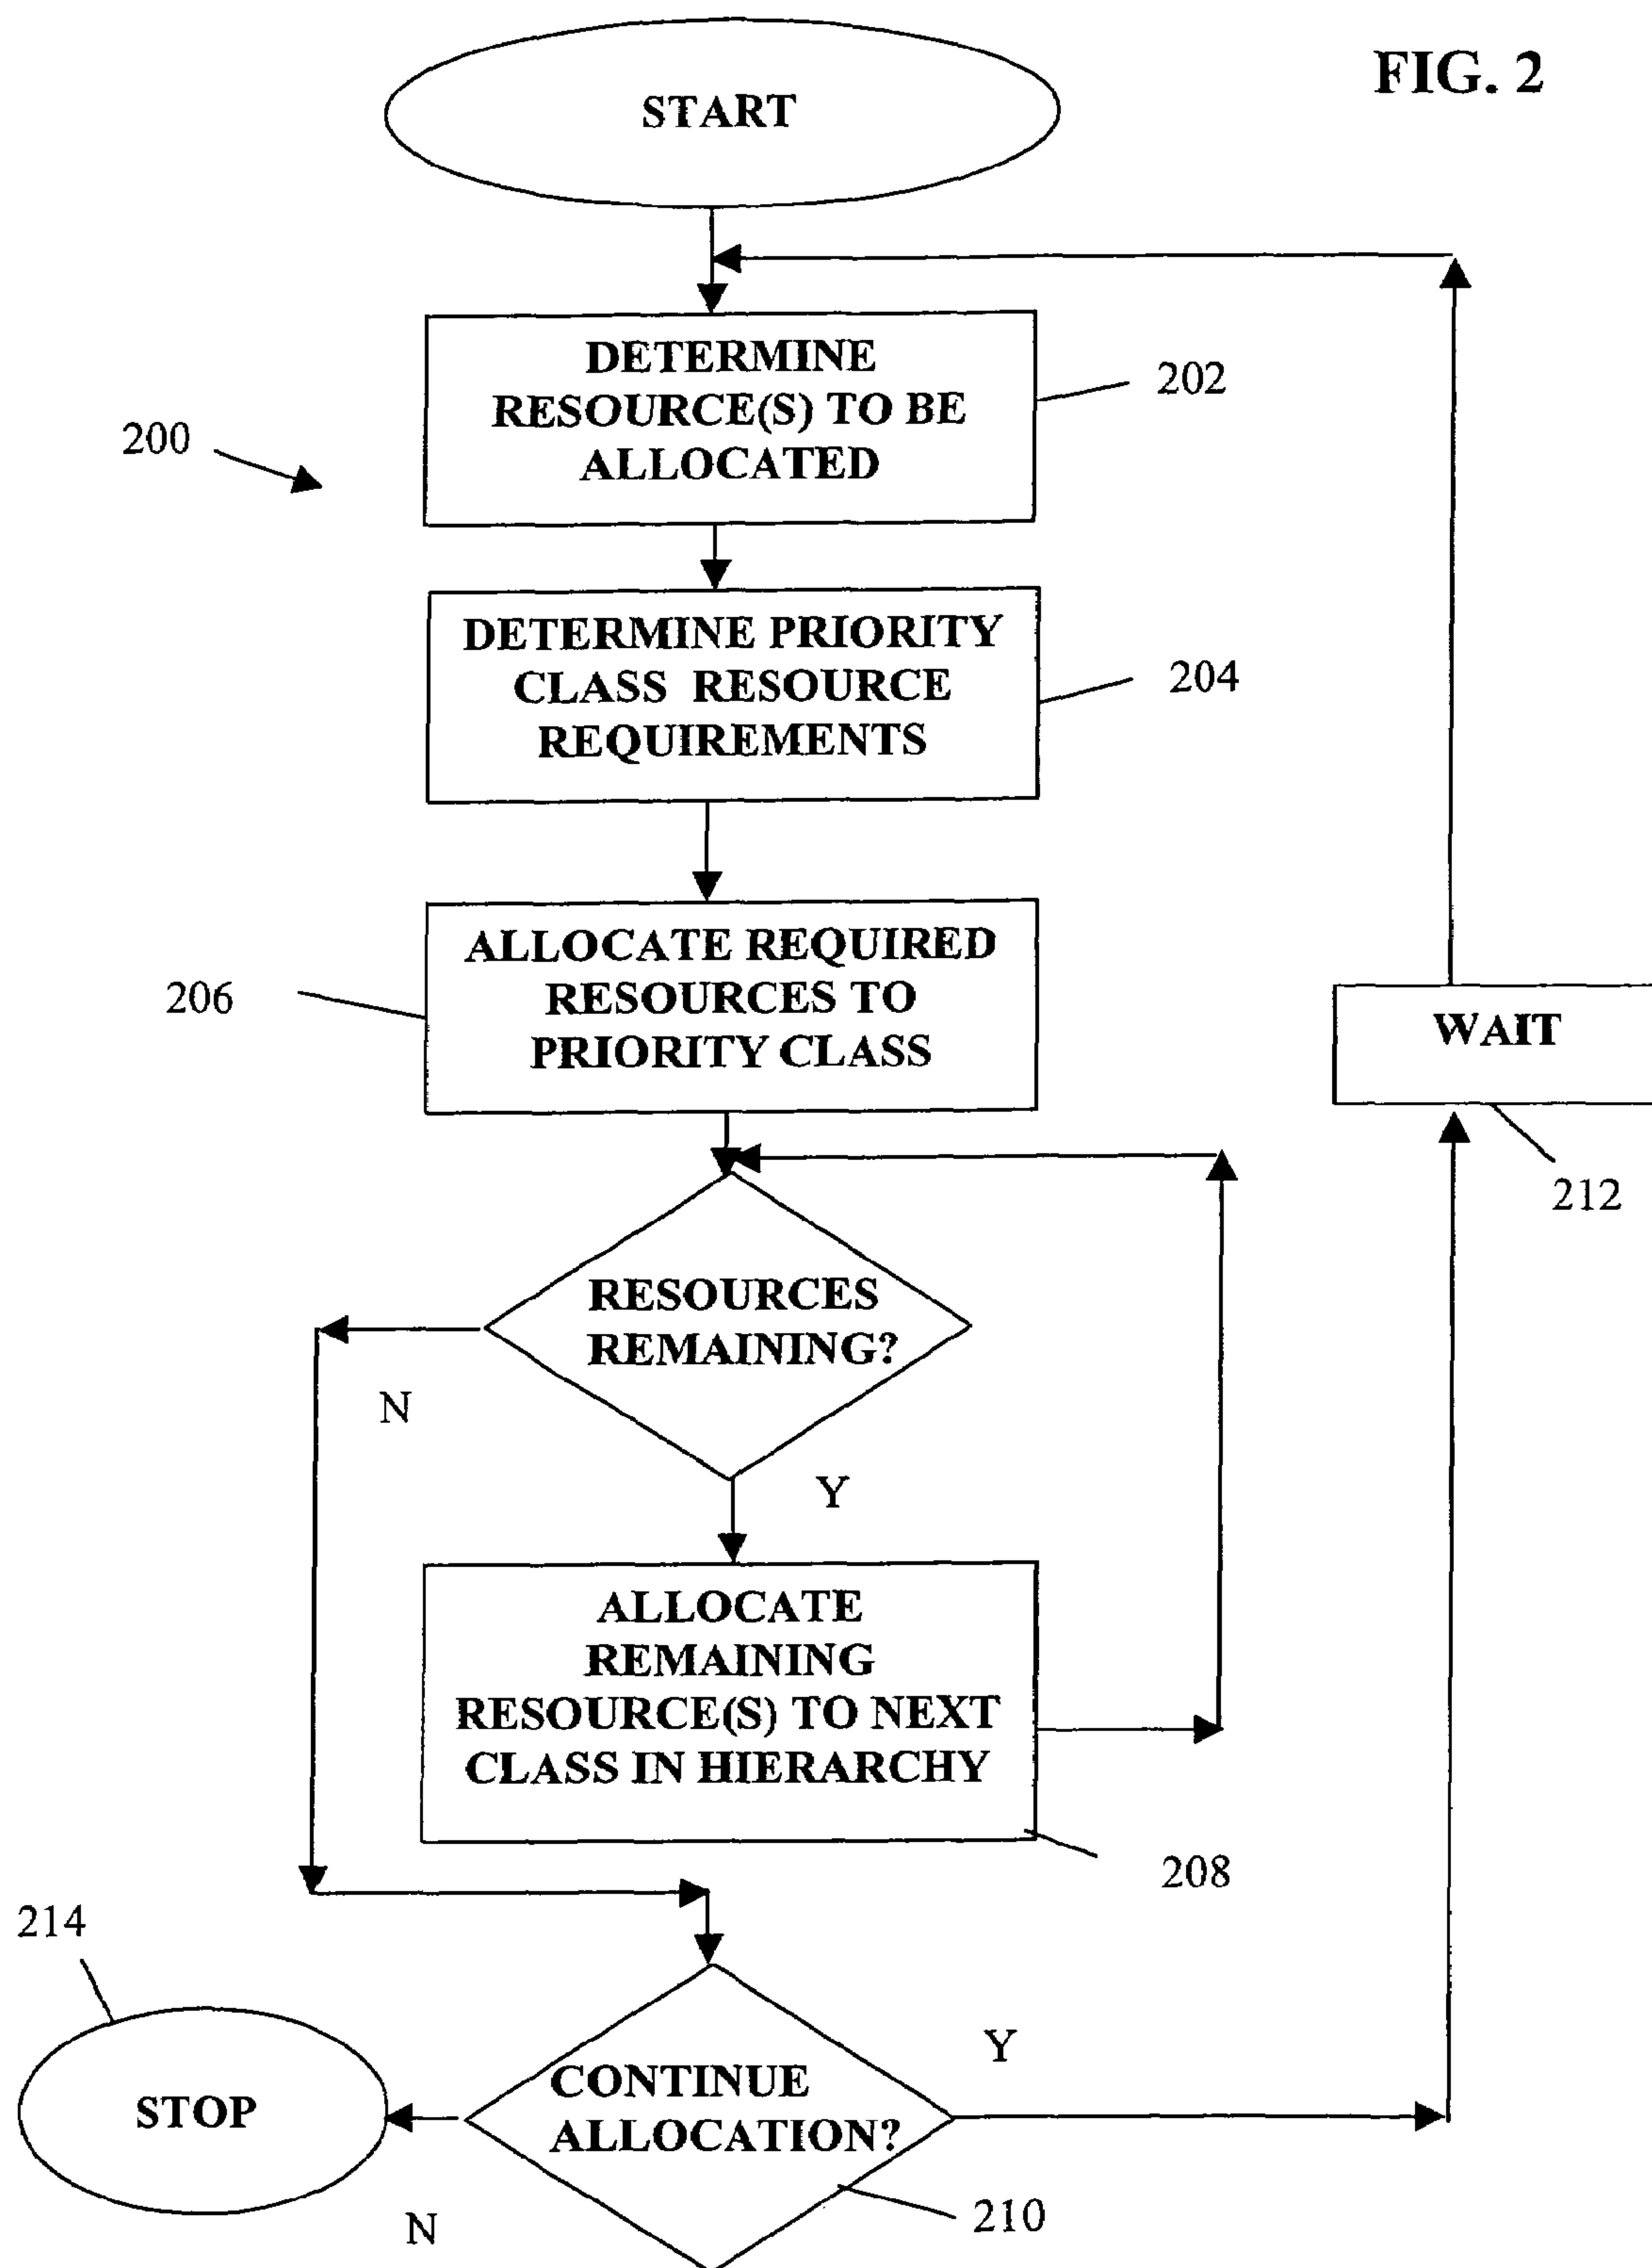 FIG. 2
START
DETERMINE
RESOURCE(S) TO BE
ALLOCATED
202
200
DETERMINE PRIORITY
CLASS RESOURCE
REQUIREMENTS
204
ALLOCATE REQUIRED
RESOURCES TO
PRIORITY CLASS
206
WAIT
212
RESOURCES
REMAINING?
N
Y
ALLOCATE
REMAINING
RESOURCE(S) TO NEXT
CLASS IN HIERARCHY
208
214
STOP
CONTINUE
ALLOCATION?
Y
N
210